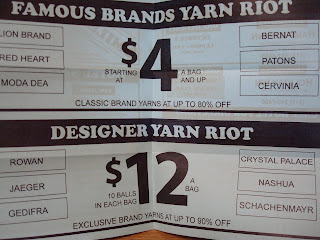 FAMOUS BRANDS YARN RIOT
LION BRAND
RED HEART
MODA DEA
$4
STARTING AT
A BAG AND UP
BERNAT
PATONS
CERVINIA
CLASSIC BRAND YARNS AT UP TO 80% OFF
DESIGNER YARN RIOT
ROWAN
JAEGER
GEDIFRA
$12
10 BALLS
IN EACH BAG
A BAG
CRYSTAL PALACE
NASHUA
SCHACHENMAYR
EXCLUSIVE BRAND YARNS AT UP TO 90% OFF